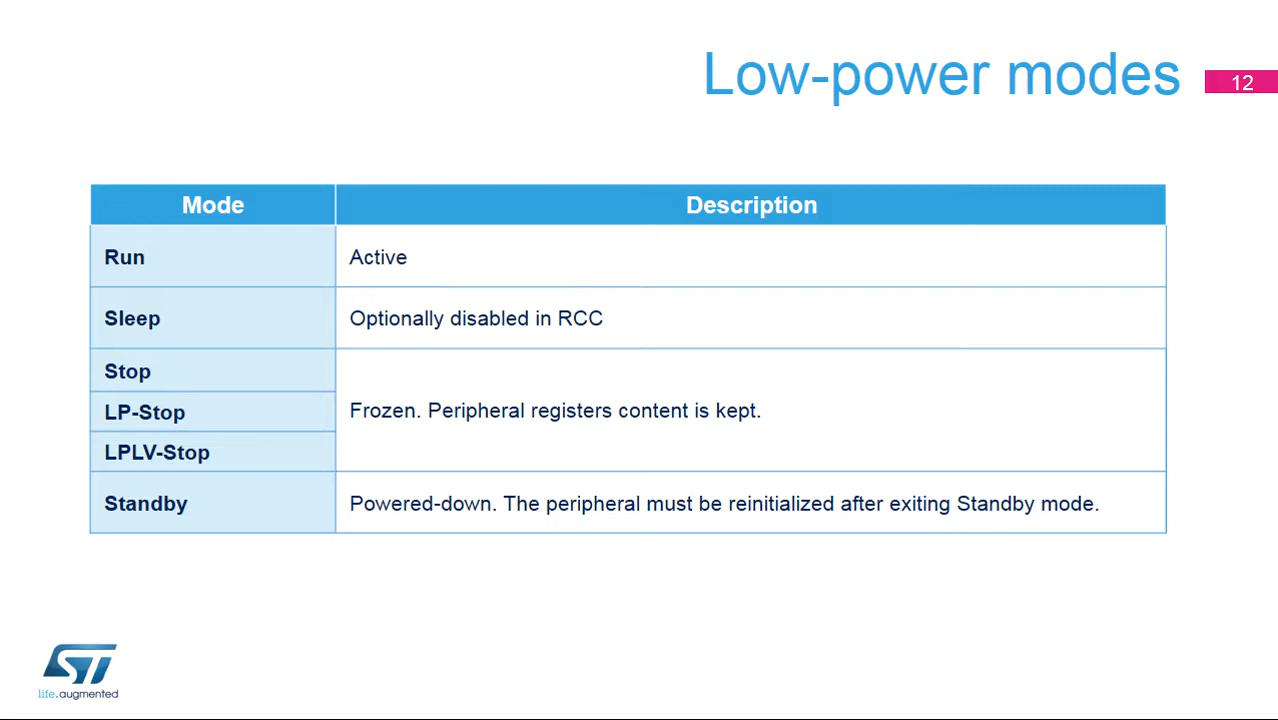 Low-power modes
12
Mode Description
Run Active
Sleep Optionally disabled in RCC
Stop
LP-Stop Frozen. Peripheral registers content is kept.
LPLV-Stop
Standby Powered-down. The peripheral must be reinitialized after exiting Standby mode.
ST
life.augmented